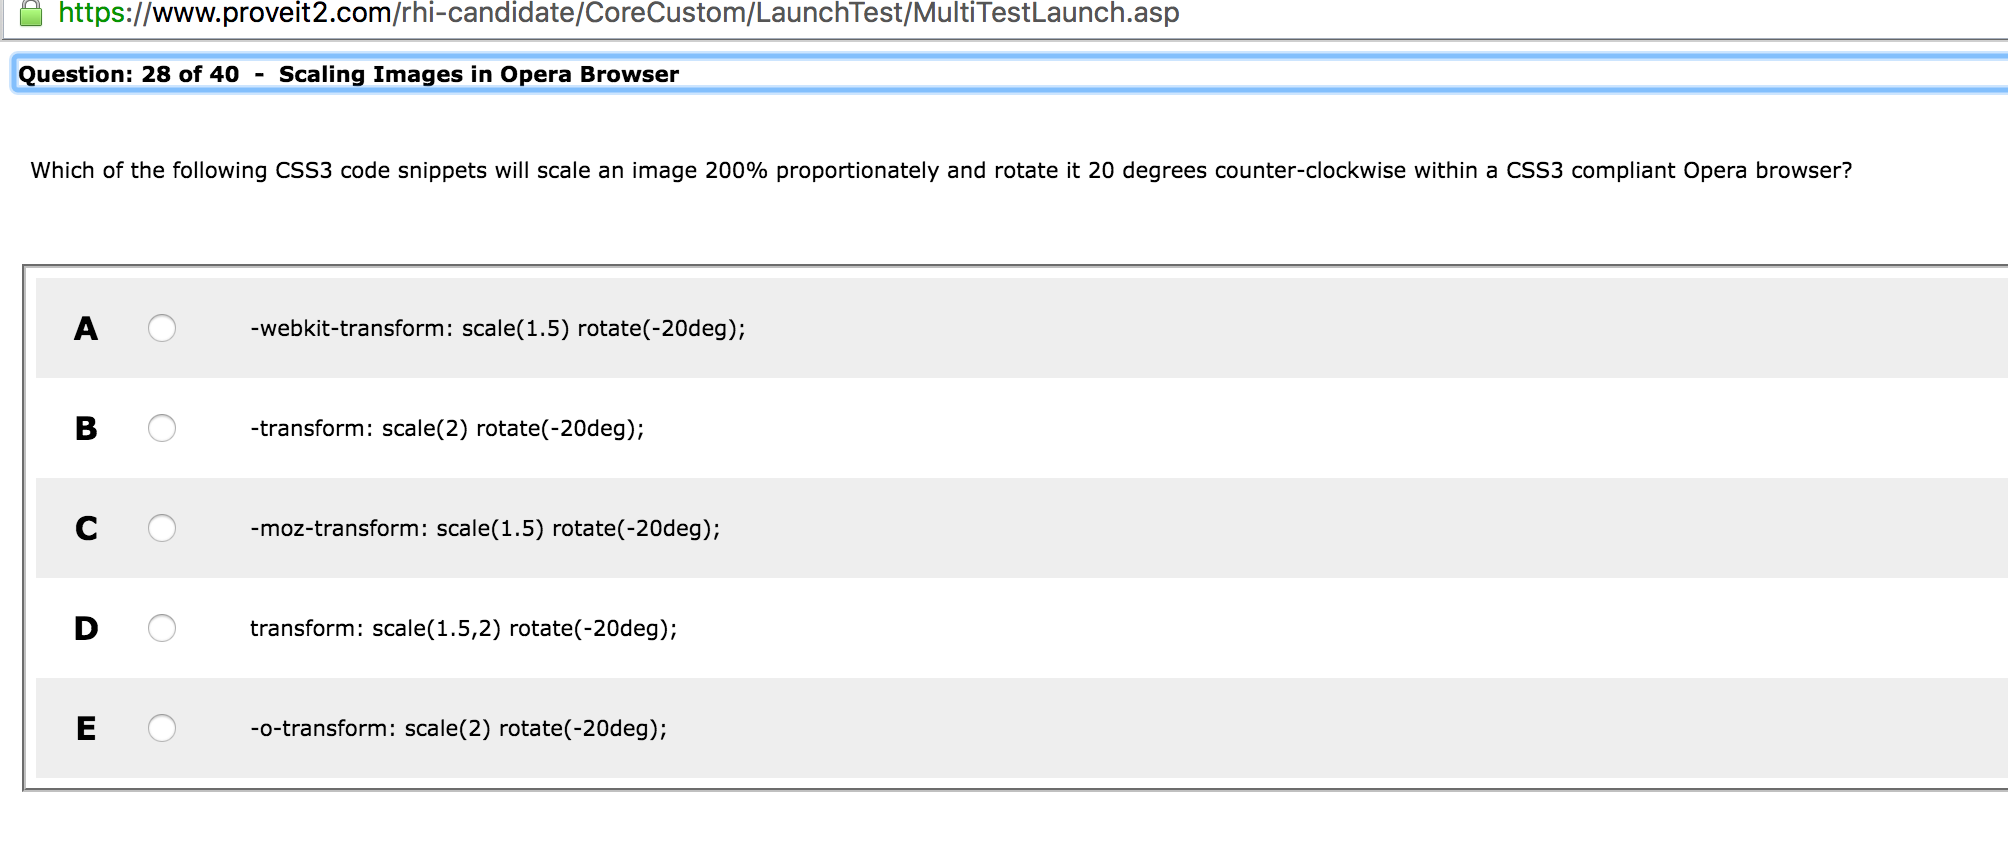 https://www.proveit2.com/rhi-candidate/CoreCustom/LaunchTest/MultiTestLaunch.asp
Question: 28 of 40 - Scaling Images in Opera Browser
Which of the following CSS3 code snippets will scale an image 200% proportionately and rotate it 20 degrees counter-clockwise within a CSS3 compliant Opera browser?
A -webkit-transform: scale(1.5) rotate(-20deg);
B -transform: scale(2) rotate(-20deg);
C -moz-transform: scale(1.5) rotate(-20deg);
D transform: scale(1.5,2) rotate(-20deg);
E -o-transform: scale(2) rotate(-20deg);